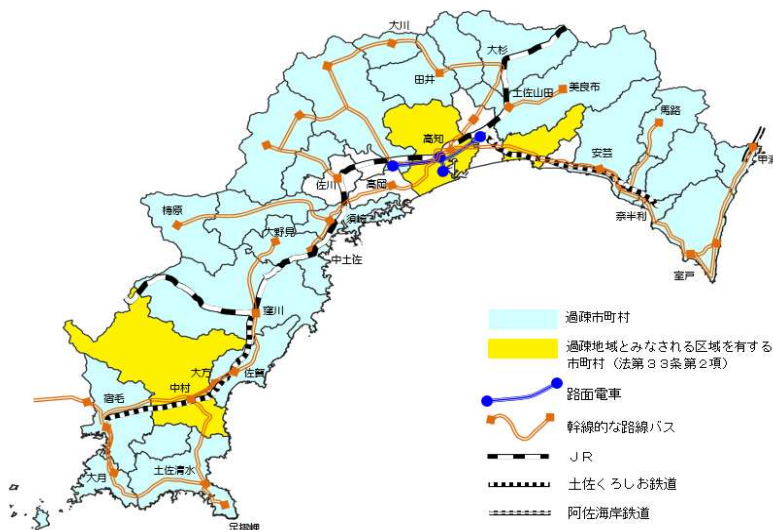 大川
大杉
田井
土佐山田
美良布
馬路
高知
安芸
甲浦
佐川
高岡
奈半利
梼原
須崎
大野見
室戸
中土佐
窪川
大方
佐賀
中村
宿毛
大月
土佐清水
足摺岬
過疎市町村
過疎地域とみなされる区域を有する
市町村（法第３３条第２項）
路面電車
幹線的な路線バス
ＪＲ
土佐くろしお鉄道
阿佐海岸鉄道